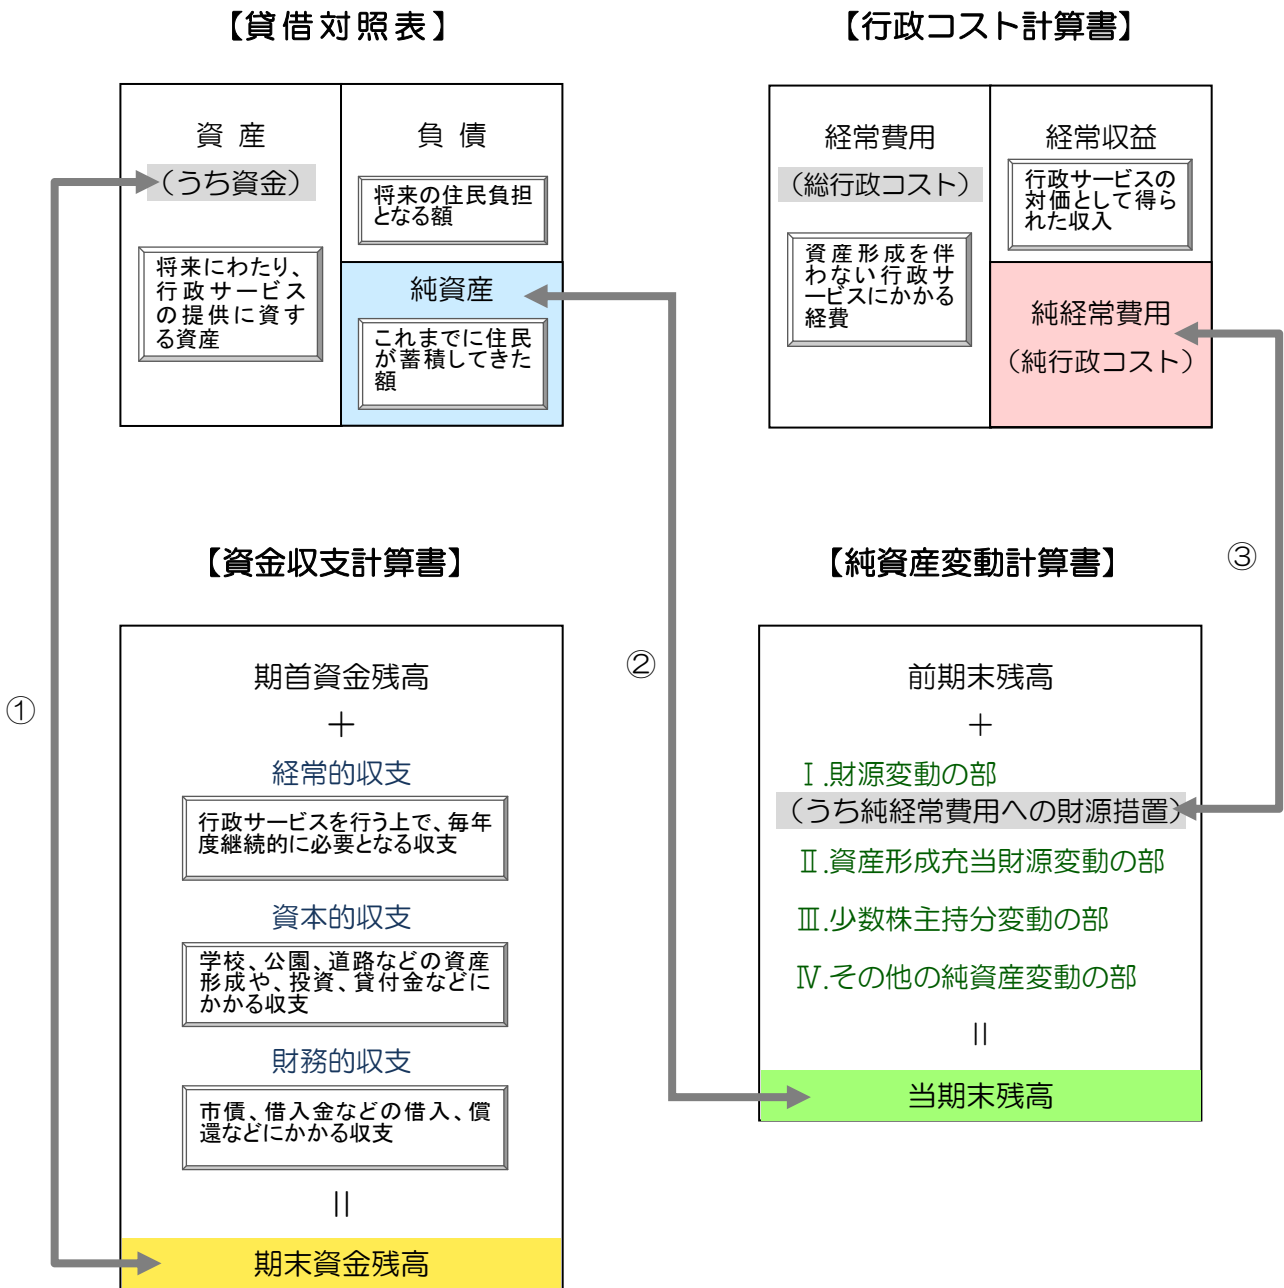 【貸借対照表】
資産
（うち資金）
将来にわたり、
行政サービス
の提供に資す
る資産
負債
将来の住民負担
となる額
純資産
これまでに住民
が蓄積してきた
額
【行政コスト計算書】
経常費用
（総行政コスト）
資産形成を伴
わない行政サ
ービスにかかる
経費
経常収益
行政サービスの
対価として得ら
れた収入
純経常費用
（純行政コスト）
①
②
③
【資金収支計算書】
期首資金残高
＋
経常的収支
行政サービスを行う上で、毎年
度継続的に必要となる収支
資本的収支
学校、公園、道路などの資産
形成や、投資、貸付金などに
かかる収支
財務的収支
市債、借入金などの借入、償
還などにかかる収支
＝
期末資金残高
【純資産変動計算書】
前期末残高
＋
Ⅰ.財源変動の部
（うち純経常費用への財源措置）
Ⅱ.資産形成充当財源変動の部
Ⅲ.少数株主持分変動の部
Ⅳ.その他の純資産変動の部
＝
当期末残高